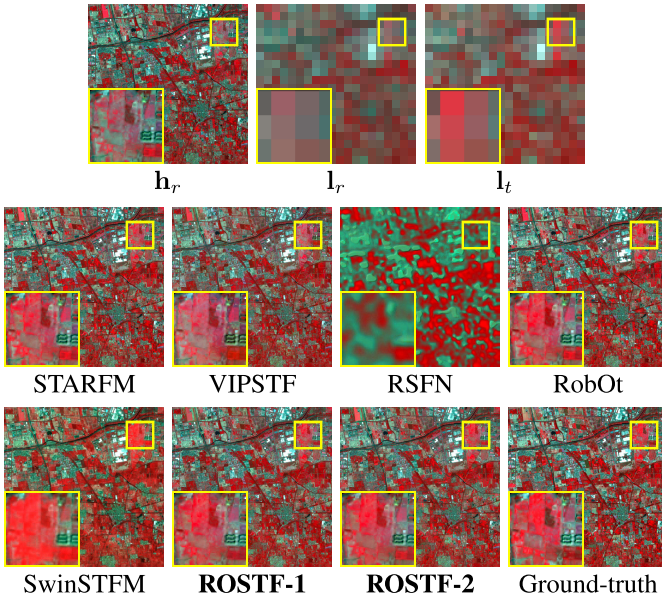 h_r l_r l_t
STARFM VIPSTF RSFN RobOt
SwinSTFM ROSTF-1 ROSTF-2 Ground-truth